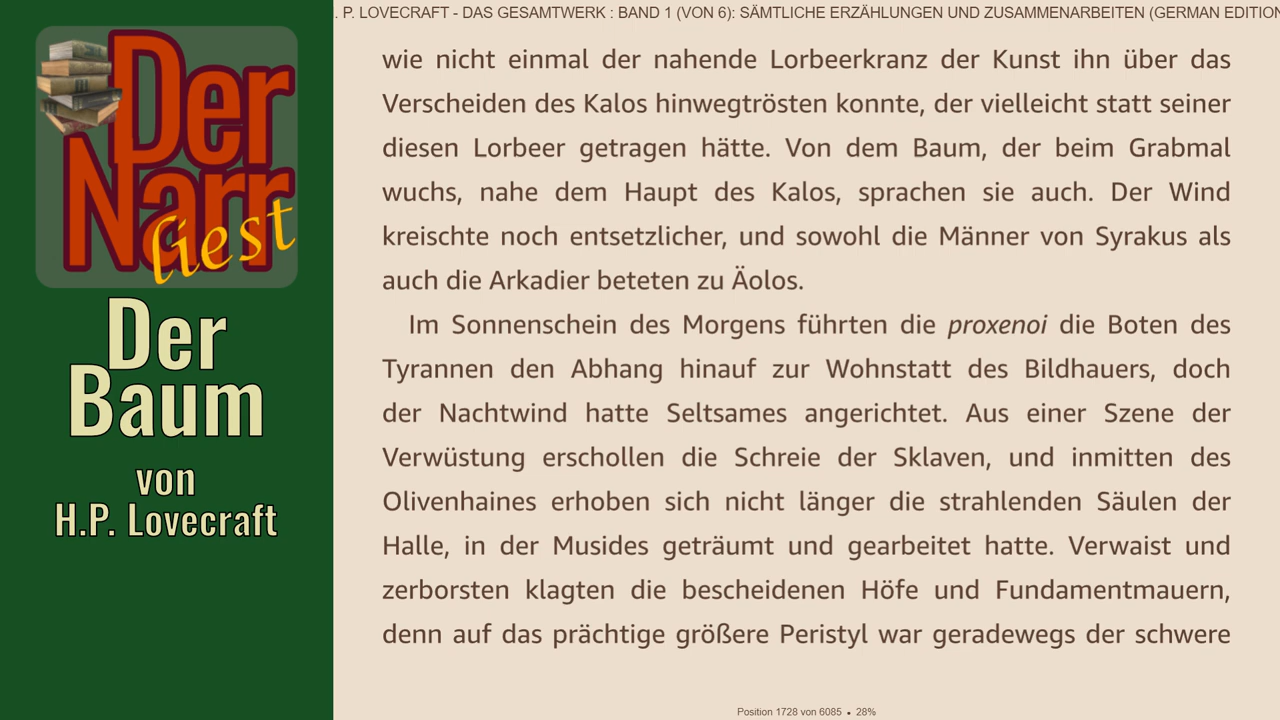 . P. LOVECRAFT - DAS GESAMTWERK : BAND 1 (VON 6): SÄMTLICHE ERZÄHLUNGEN UND ZUSAMMENARBEITEN (GERMAN EDITION
Der
Narr
liest
Der
Baum
von
H.P. Lovecraft
wie nicht einmal der nahende Lorbeerkranz der Kunst ihn über das
Verscheiden des Kalos hinwegtrösten konnte, der vielleicht statt seiner
diesen Lorbeer getragen hätte. Von dem Baum, der beim Grabmal
wuchs, nahe dem Haupt des Kalos, sprachen sie auch. Der Wind
kreischte noch entsetzlicher, und sowohl die Männer von Syrakus als
auch die Arkadier beteten zu Äolos.
Im Sonnenschein des Morgens führten die proxenoi die Boten des
Tyrannen den Abhang hinauf zur Wohnstatt des Bildhauers, doch
der Nachtwind hatte Seltsames angerichtet. Aus einer Szene der
Verwüstung erschollen die Schreie der Sklaven, und inmitten des
Olivenhaines erhoben sich nicht länger die strahlenden Säulen der
Halle, in der Musides geträumt und gearbeitet hatte. Verwaist und
zerborsten klagten die bescheidenen Höfe und Fundamentmauern,
denn auf das prächtige größere Peristyl war geradewegs der schwere
Position 1728 von 6085 • 28%